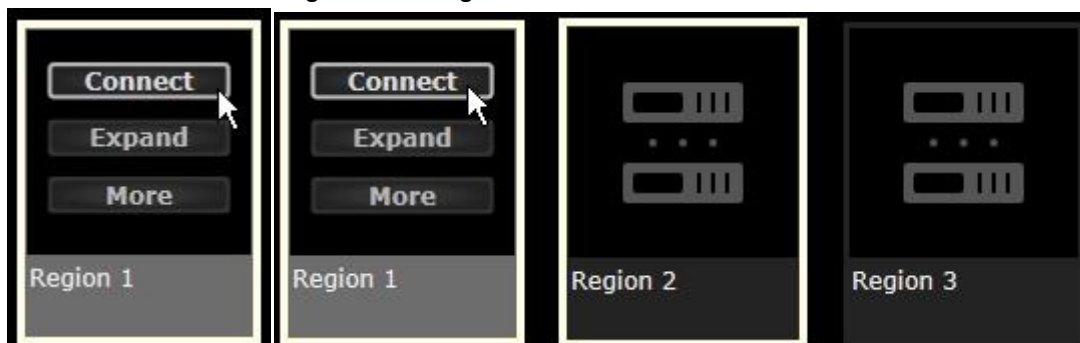 Connect
Expand
More
Region 1
Connect
Expand
More
Region 1
Region 2
Region 3